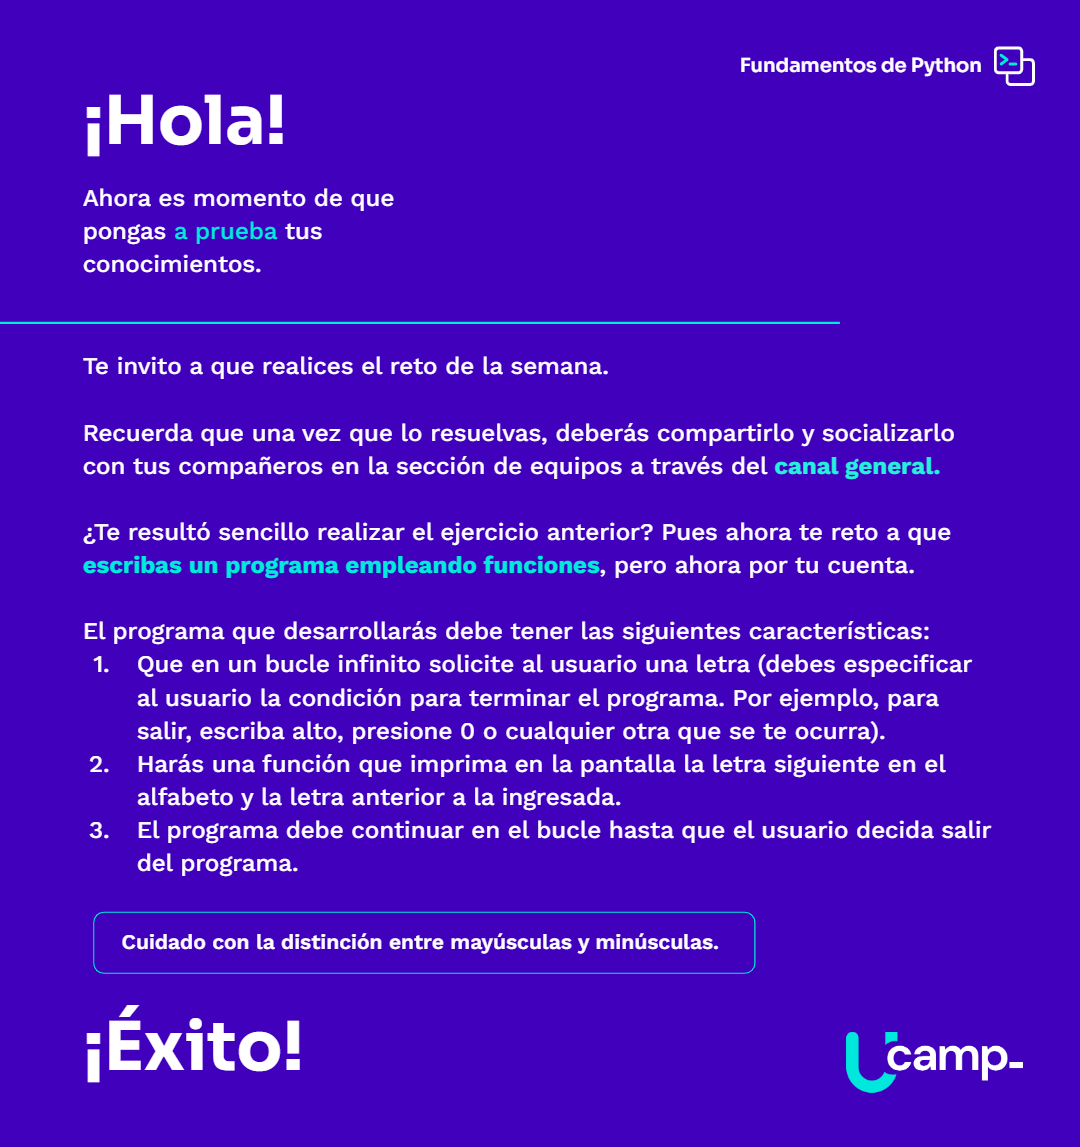 Fundamentos de Python
¡Hola!
Ahora es momento de que
pongas a prueba tus
conocimientos.
Te invito a que realices el reto de la semana.
Recuerda que una vez que lo resuelvas, deberás compartirlo y socializarlo
con tus compañeros en la sección de equipos a través del canal general.
¿Te resultó sencillo realizar el ejercicio anterior? Pues ahora te reto a que
escribas un programa empleando funciones, pero ahora por tu cuenta.
El programa que desarrollarás debe tener las siguientes características:
1. Que en un bucle infinito solicite al usuario una letra (debes especificar
al usuario la condición para terminar el programa. Por ejemplo, para
salir, escriba alto, presione 0 o cualquier otra que se te ocurra).
2. Harás una función que imprima en la pantalla la letra siguiente en el
alfabeto y la letra anterior a la ingresada.
3. El programa debe continuar en el bucle hasta que el usuario decida salir
del programa.
Cuidado con la distinción entre mayúsculas y minúsculas.
¡Éxito!
Ucamp_